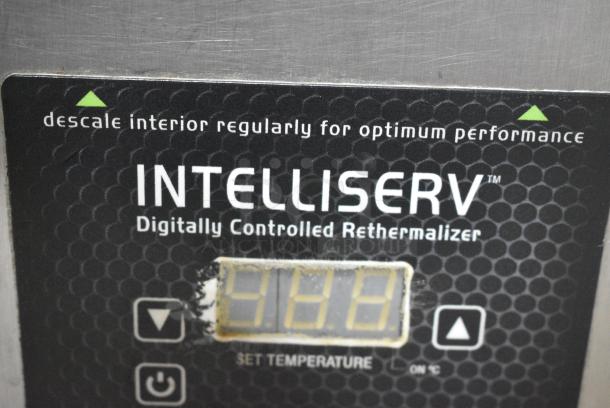 descale interior regularly for optimum performance
INTELLISERV™
Digitally Controlled Rethermalizer
SET TEMPERATURE
ON °C